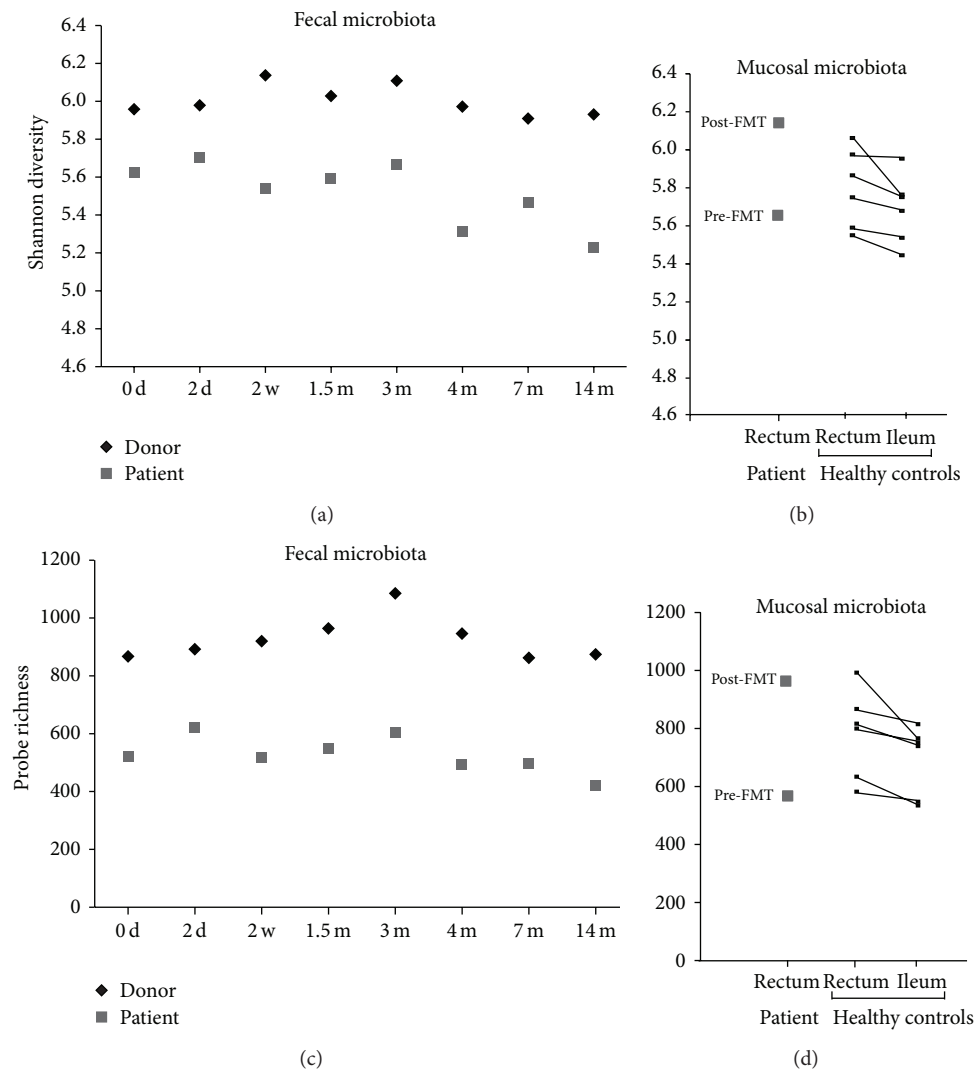 Fecal microbiota
6.4
6.2
6.0
5.8
5.6
5.4
5.2
5.0
4.8
4.6
Shannon diversity
0 d 2 d 2 w 1.5 m 3 m 4 m 7 m 14 m
Donor
Patient
(a)
Mucosal microbiota
6.4
6.2
6.0
5.8
5.6
5.4
5.2
5.0
4.8
4.6
Post-FMT
Pre-FMT
Rectum Rectum Ileum
Patient Healthy controls
(b)
Fecal microbiota
1200
1000
800
600
400
200
0
Probe richness
0 d 2 d 2 w 1.5 m 3 m 4 m 7 m 14 m
Donor
Patient
(c)
Mucosal microbiota
1200
1000
800
600
400
200
0
Post-FMT
Pre-FMT
Rectum Rectum Ileum
Patient Healthy controls
(d)